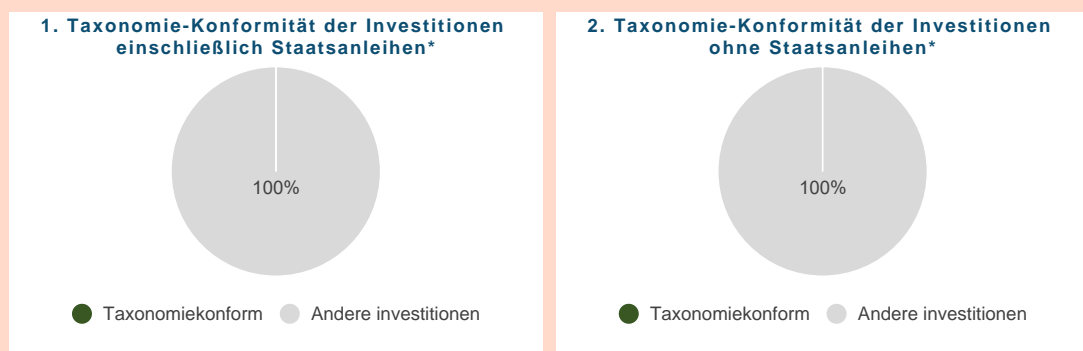 1. Taxonomie-Konformität der Investitionen
einschließlich Staatsanleihen*
100%
Taxonomiekonform Andere investitionen
2. Taxonomie-Konformität der Investitionen
ohne Staatsanleihen*
100%
Taxonomiekonform Andere investitionen